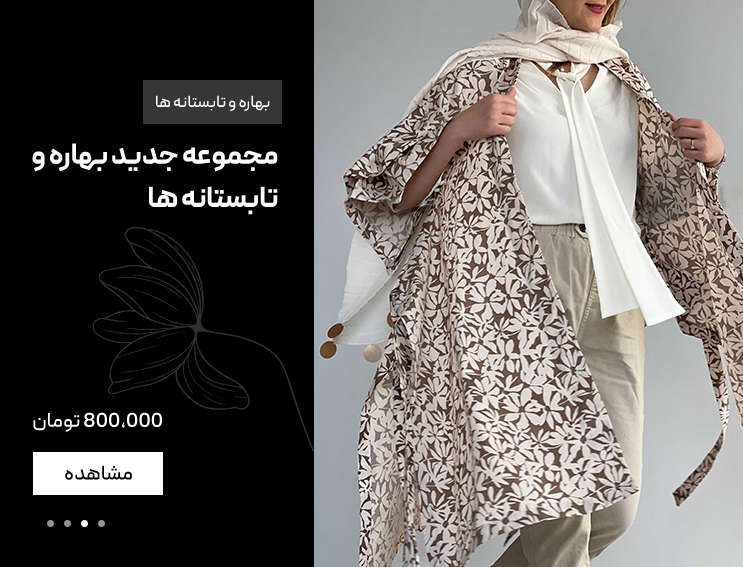 بهاره و تابستانه ها
مجموعه جدید بهاره و
تابستانه ها
800،000 تومان
مشاهده